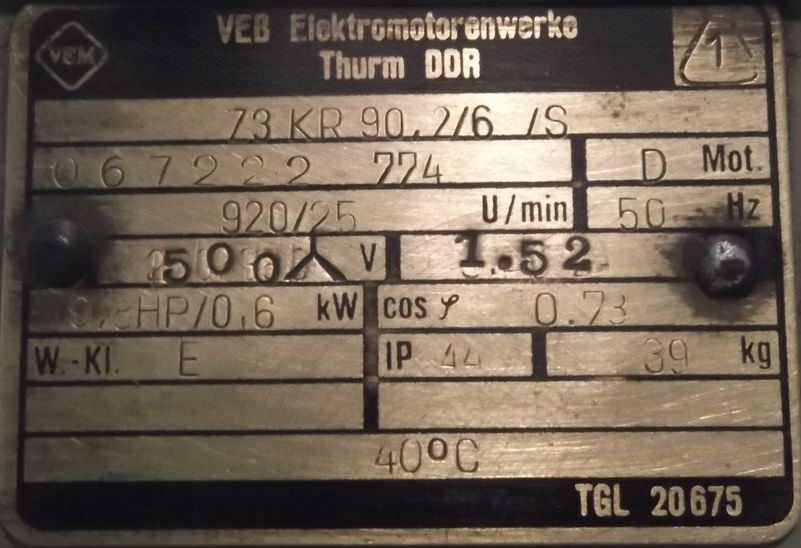 VEM VEB Elektromotorenwerke 1
Thurm DDR
73 KR 90.2/6 /S
067222 774 D Mot.
920/25 U/min 50 Hz
500 V 1.52
HP/0,6 kW cos φ 0.73
W.-Kl. E IP 44 39 kg
40°C
TGL 20675